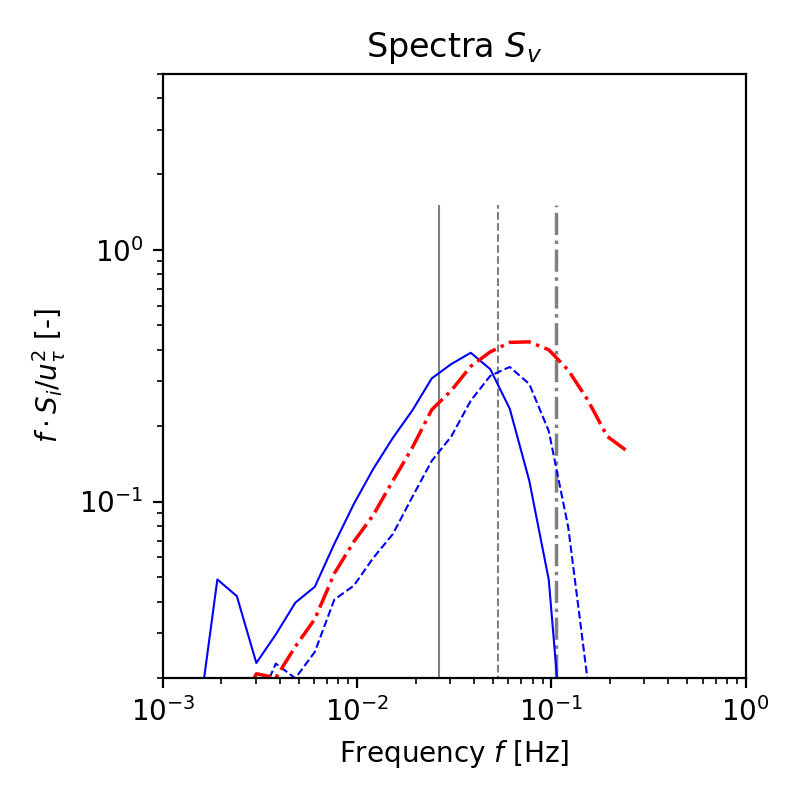 Spectra $S_v$
$10^0$
$10^{-1}$
$f \cdot S_i/u_\tau^2$ [-]
$10^{-3}$ $10^{-2}$ $10^{-1}$ $10^0$
Frequency $f$ [Hz]